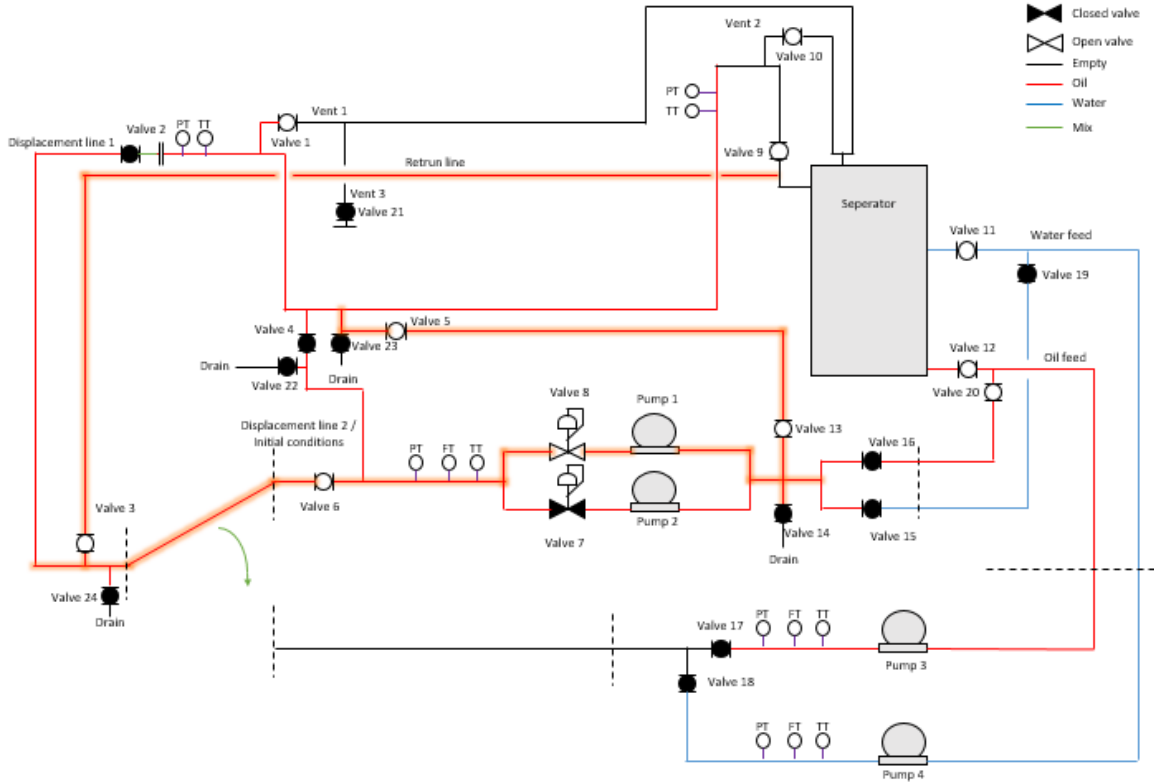 Closed valve
Open valve
Empty
Oil
Water
Mix
Vent 2
Valve 10
PT
TT
Vent 1
Valve 1
Displacement line 1
Valve 2
PT
TT
Retrun line
Valve 9
Vent 3
Valve 21
Seperator
Valve 11
Water feed
Valve 19
Valve 4
Valve 5
Valve 23
Drain
Drain
Valve 22
Valve 12
Oil feed
Valve 20
Displacement line 2 /
Initial conditions
Valve 8
Pump 1
Valve 13
Valve 16
PT
FT
TT
Valve 6
Valve 7
Pump 2
Valve 14
Drain
Valve 15
Valve 3
Valve 24
Drain
Valve 17
PT
FT
TT
Pump 3
Valve 18
PT
FT
TT
Pump 4